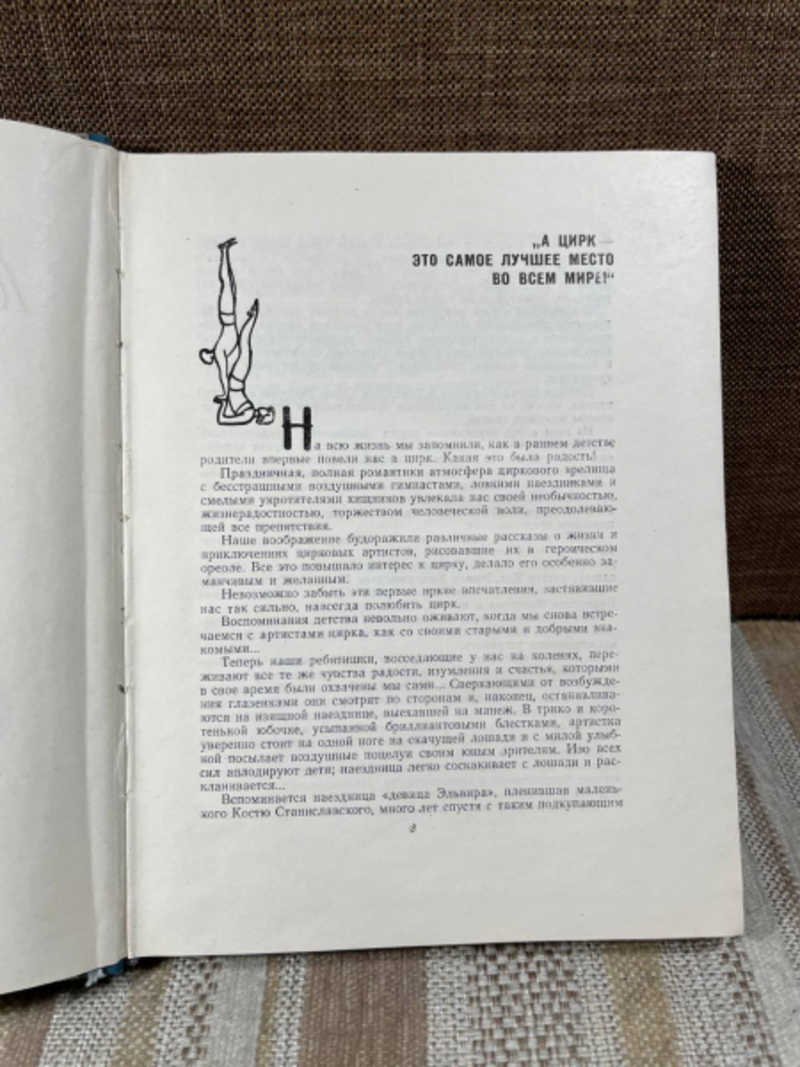 „А ЦИРК —
ЭТО САМОЕ ЛУЧШЕЕ МЕСТО
ВО ВСЕМ МИРЕ!“
На всю жизнь мы запомнили, как в раннем детстве
родители впервые повели нас в цирк. Какая это была радость!
Праздничная, полная романтики атмосфера циркового зрелища
с бесстрашными воздушными гимнастами, ловкими наездниками и
смелыми укротителями хищников увлекала нас своей необычностью,
жизнерадостностью, торжеством человеческой воли, преодолеваю-
щей все препятствия.
Наше воображение будоражили различные рассказы о жизни и
приключениях цирковых артистов, рисовавшие их в героическом
ореоле. Все это повышало интерес к цирку, делало его особенно за-
манчивым и желанным.
Невозможно забыть эти первые яркие впечатления, заставившие
нас так сильно, навсегда полюбить цирк.
Воспоминания детства невольно оживают, когда мы снова встре-
чаемся с артистами цирка, как со своими старыми и добрыми зна-
комыми...
Теперь наши ребятишки, восседающие у нас на коленях, пере-
живают все те же чувства радости, изумления и счастья, которыми
в свое время были охвачены мы сами... Сверкающими от возбужде-
ния глазенками они смотрят по сторонам и, наконец, останавлива-
ются на изящной наезднице, выехавшей на манеж. В трико и коро-
тенькой юбочке, усыпанной бриллиантовыми блестками, артистка
уверенно стоит на одной ноге на скачущей лошади и с милой улыб-
кой посылает воздушные поцелуи своим юным зрителям. Изо всех
сил аплодируют дети; наездница легко соскакивает с лошади и рас-
кланивается...
Вспоминается наездница «девица Эльвира», пленившая малень-
кого Костю Станиславского, много лет спустя с таким подкупающим
3